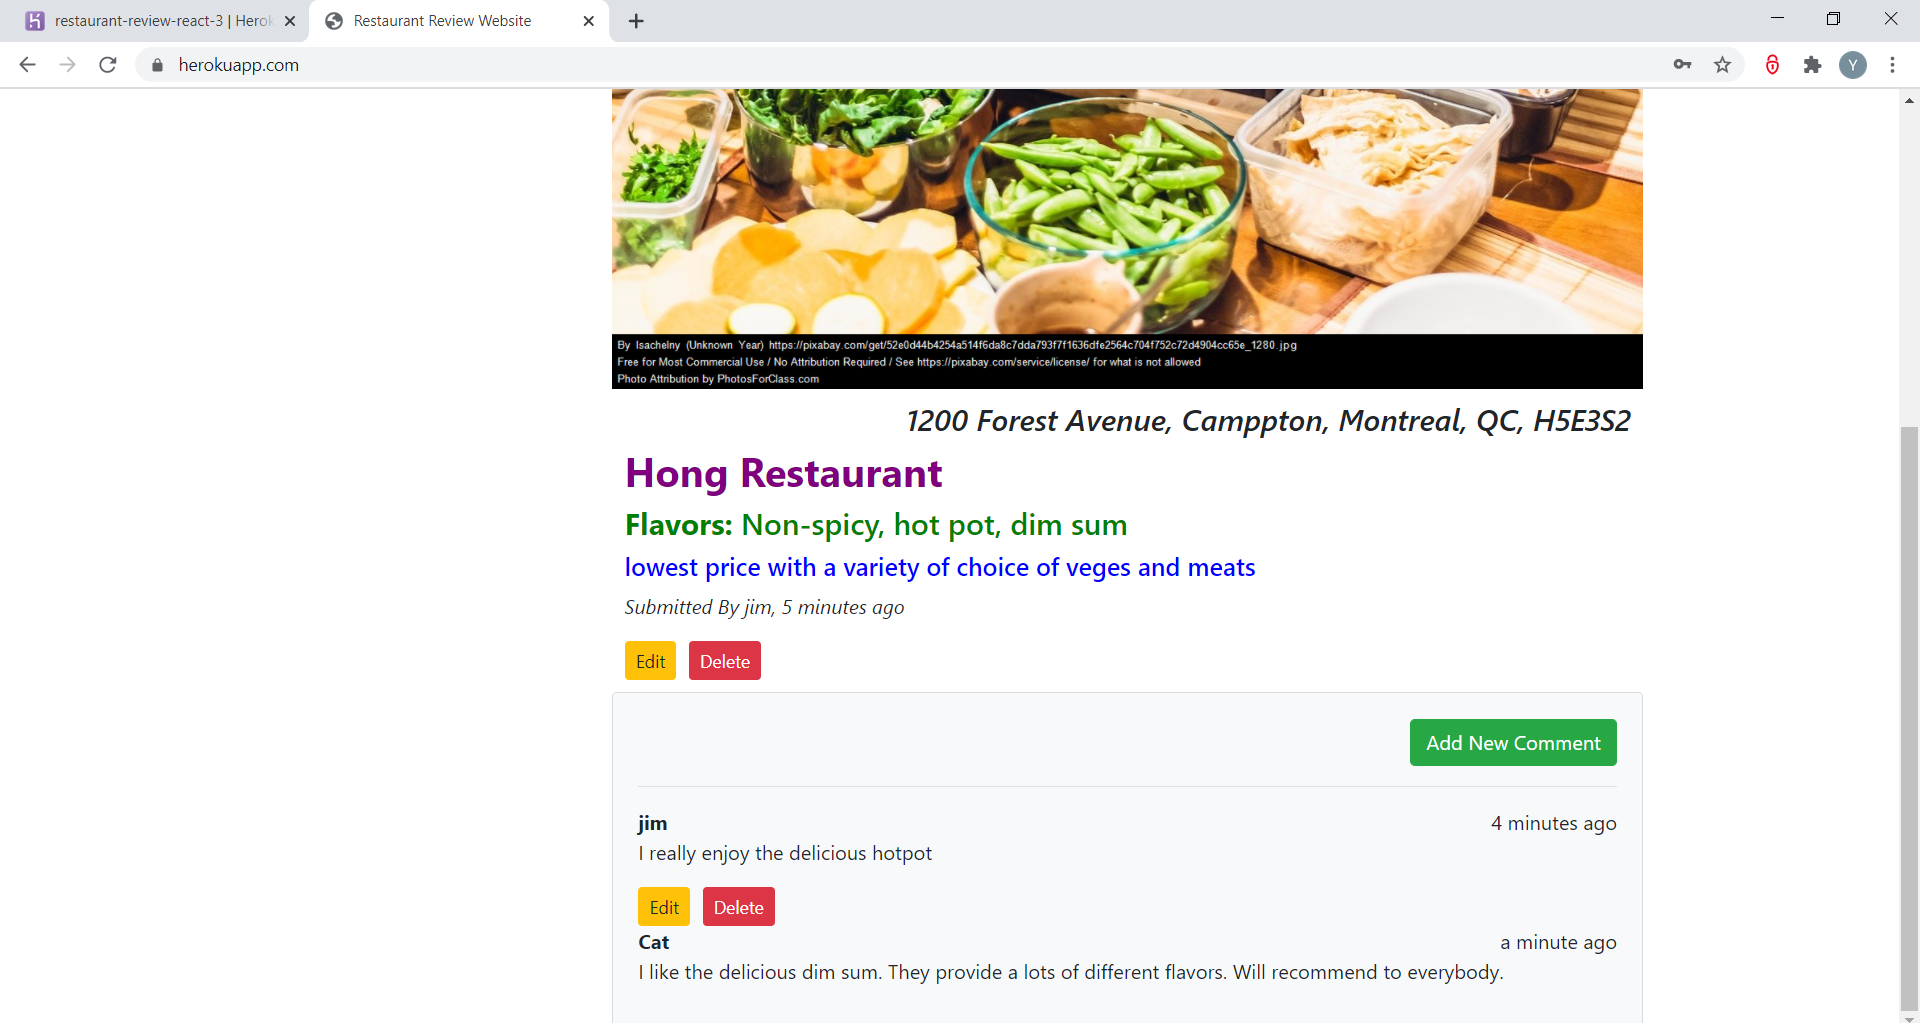 restaurant-review-react-3 | Herok
Restaurant Review Website
herokuapp.com
Y
By Isachelny (Unknown Year) https://pixabay.com/get/52e0d44b4254a514f6da8c7dda793f7f1636dfe2564c704f752c72d4904cc65e_1280.jpg
Free for Most Commercial Use / No Attribution Required / See https://pixabay.com/service/license/ for what is not allowed
Photo Attribution by PhotosForClass.com
1200 Forest Avenue, Camppton, Montreal, QC, H5E3S2
Hong Restaurant
Flavors: Non-spicy, hot pot, dim sum
lowest price with a variety of choice of veges and meats
Submitted By jim, 5 minutes ago
Edit Delete
Add New Comment
jim 4 minutes ago
I really enjoy the delicious hotpot
Edit Delete
Cat a minute ago
I like the delicious dim sum. They provide a lots of different flavors. Will recommend to everybody.